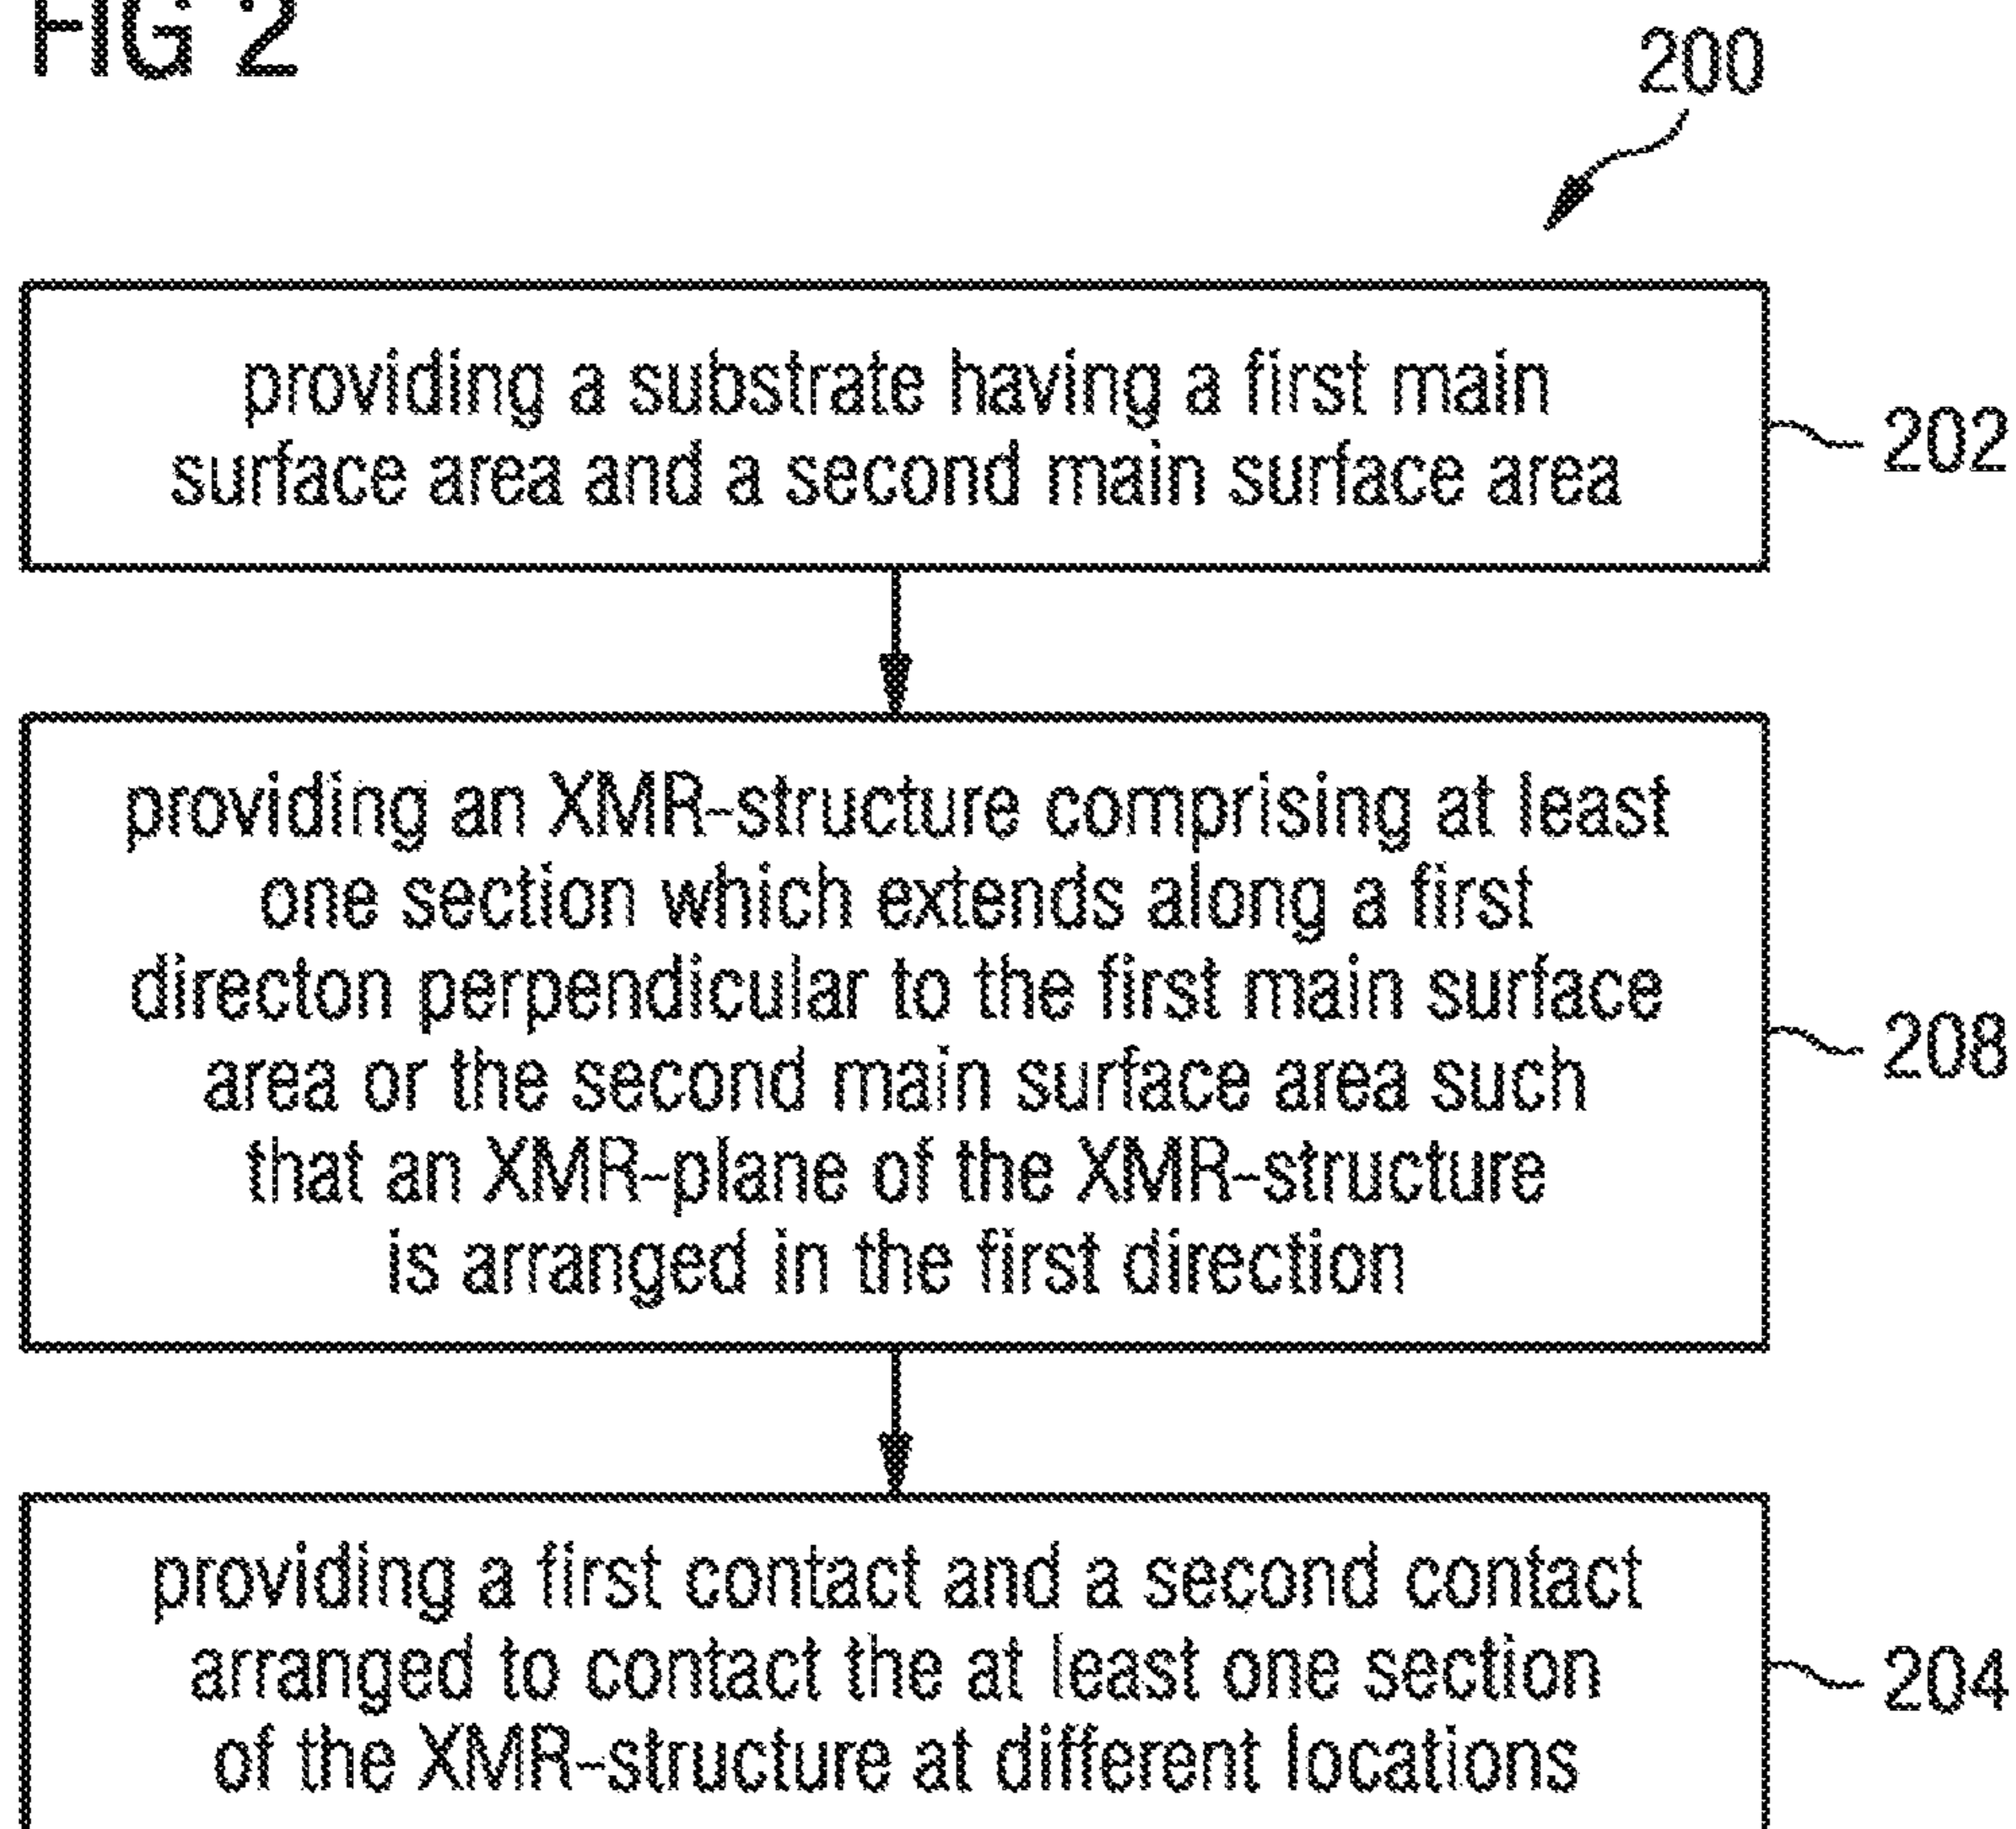 FIG 2
200
providing a substrate having a first main
surface area and a second main surface area
202
providing an XMR-structure comprising at least
one section which extends along a first
directon perpendicular to the first main surface
area or the second main surface area such
that an XMR-plane of the XMR-structure
is arranged in the first direction
208
providing a first contact and a second contact
arranged to contact the at least one section
of the XMR-structure at different locations
204